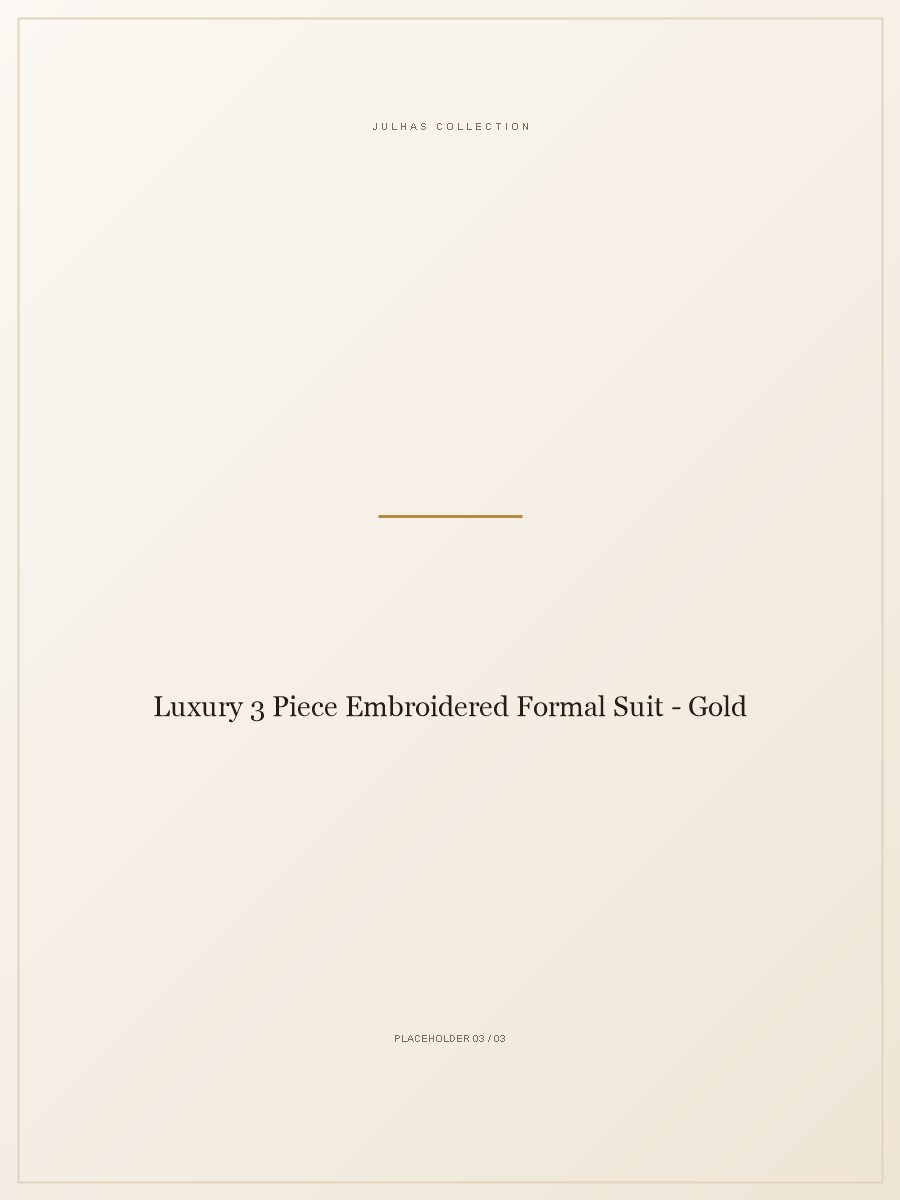 JULHAS COLLECTION
Luxury 3 Piece Embroidered Formal Suit - Gold
PLACEHOLDER 03 / 03